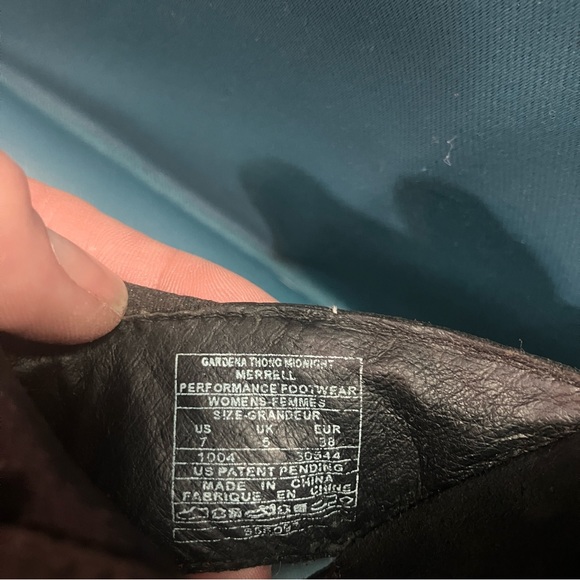 GARDENA THONG MIDNIGHT
MERRELL
PERFORMANCE FOOTWEAR
WOMENS-FEMMES
SIZE-GRANDEUR
US UK EUR
7 5 38
1004 30544
US PATENT PENDING
MADE IN CHINA
FABRIQUE EN CHINE